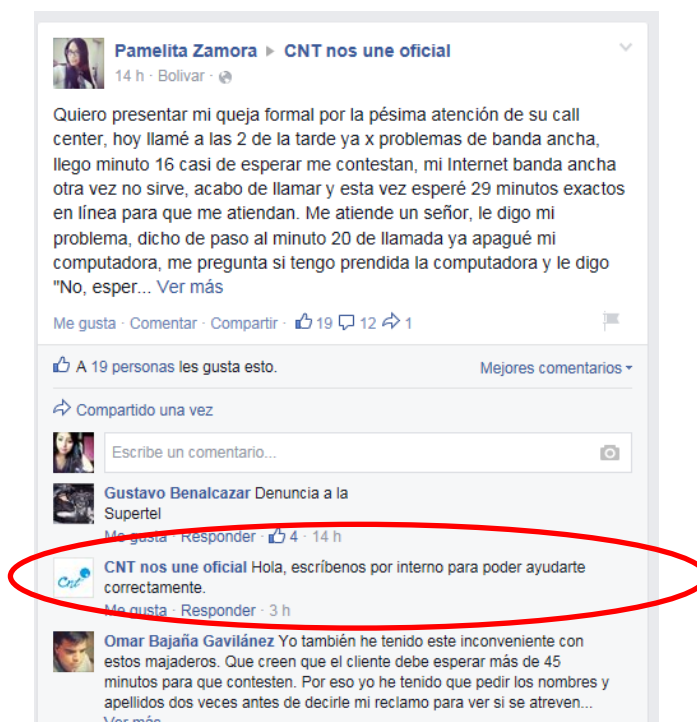 Pamelita Zamora ▸ CNT nos une oficial
14 h · Bolivar ·
Quiero presentar mi queja formal por la pésima atención de su call
center, hoy llamé a las 2 de la tarde ya x problemas de banda ancha,
llego minuto 16 casi de esperar me contestan, mi Internet banda ancha
otra vez no sirve, acabo de llamar y esta vez esperé 29 minutos exactos
en línea para que me atiendan. Me atiende un señor, le digo mi
problema, dicho de paso al minuto 20 de llamada ya apagué mi
computadora, me pregunta si tengo prendida la computadora y le digo
"No, esper... Ver más
Me gusta · Comentar · Compartir · 19 12 1
A 19 personas les gusta esto. Mejores comentarios
Compartido una vez
Escribe un comentario...
Gustavo Benalcazar Denuncia a la
Supertel
Me gusta · Responder · 4 · 14 h
Cnt
CNT nos une oficial Hola, escríbenos por interno para poder ayudarte
correctamente.
Me gusta · Responder · 3 h
Omar Bajaña Gavilánez Yo también he tenido este inconveniente con
estos majaderos. Que creen que el cliente debe esperar más de 45
minutos para que contesten. Por eso yo he tenido que pedir los nombres y
apellidos dos veces antes de decirle mi reclamo para ver si se atreven...
Ver más